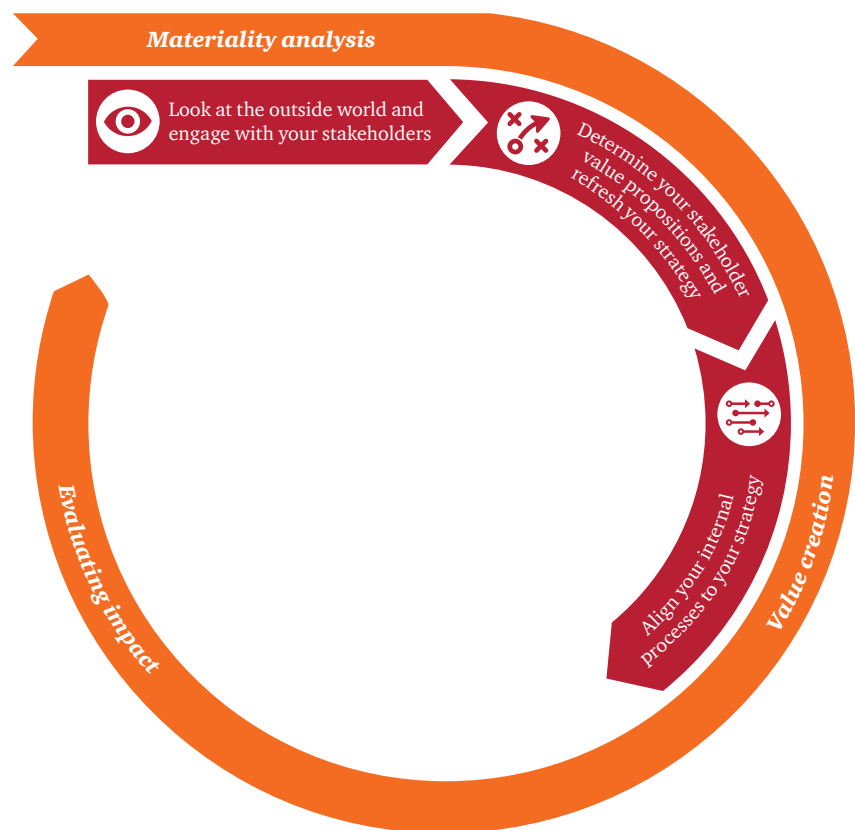 Materiality analysis
Look at the outside world and
engage with your stakeholders
Determine your stakeholder
value propositions and
refresh your strategy
Align your internal
processes to your strategy
Value creation
Evaluating impact